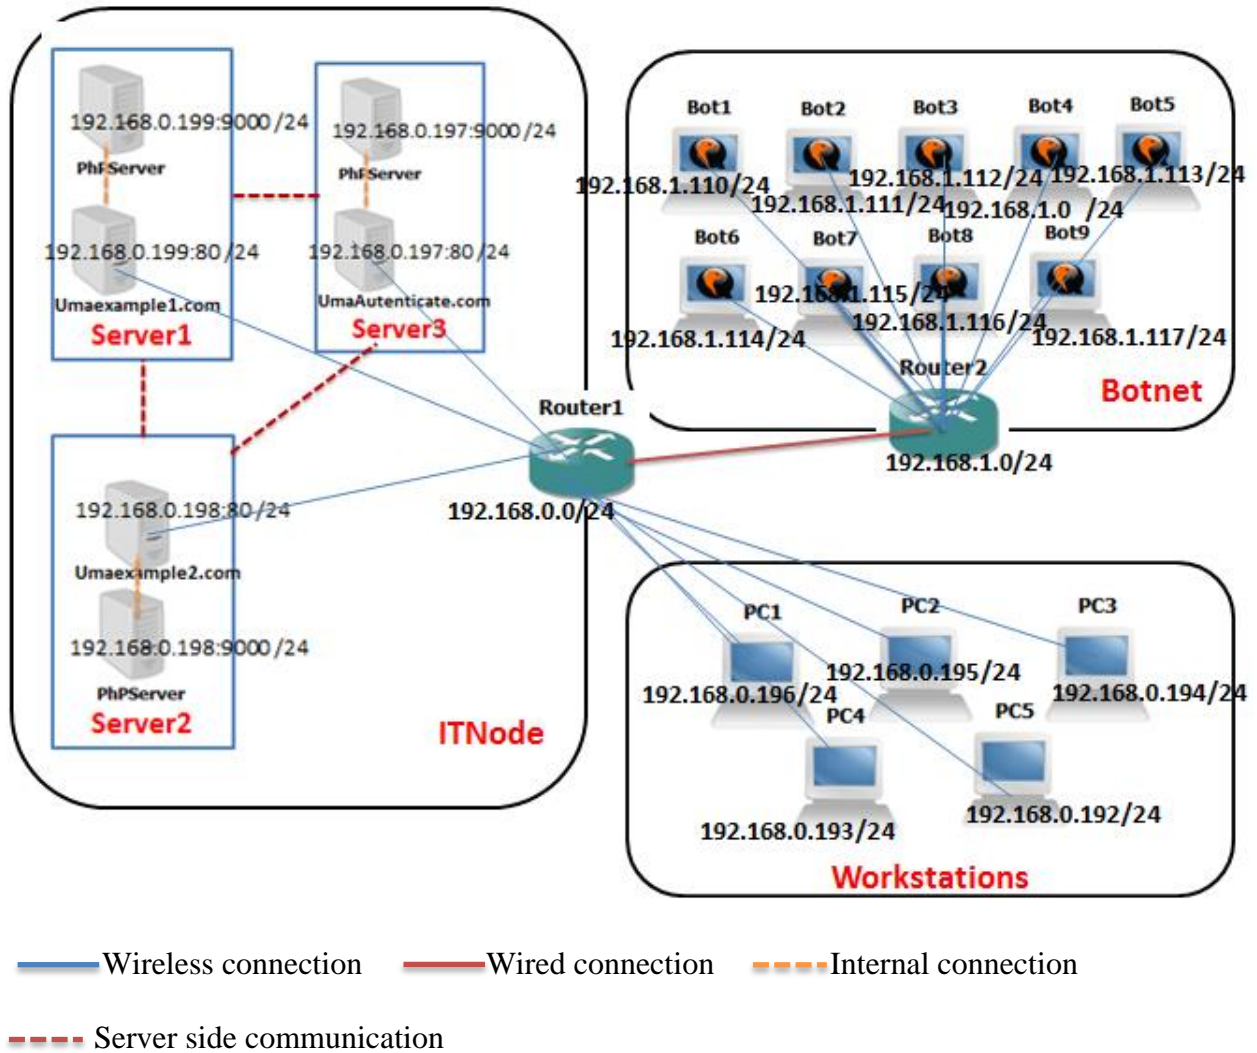 192.168.0.199:9000 /24
PhPServer
192.168.0.199:80 /24
Umaexample1.com
Server1
192.168.0.197:9000 /24
PhPServer
192.168.0.197:80 /24
UmaAutenticate.com
Server3
192.168.0.198:80 /24
Umaexample2.com
192.168:0.198:9000 /24
PhPServer
Server2
ITNode
Router1
192.168.0.0/24
Bot1
Bot2
Bot3
Bot4
Bot5
192.168.1.110/24
192.168.1.111/24
192.168.1.112/24
192.168.1.113/24
192.168.1.0 /24
Bot6
Bot7
Bot8
Bot9
192.168.1.114/24
192.168.1.115/24
192.168.1.116/24
192.168.1.117/24
Router2
Botnet
192.168.1.0/24
PC1
PC2
PC3
192.168.0.196/24
192.168.0.195/24
192.168.0.194/24
PC4
PC5
192.168.0.193/24
192.168.0.192/24
Workstations
Wireless connection
Wired connection
Internal connection
Server side communication